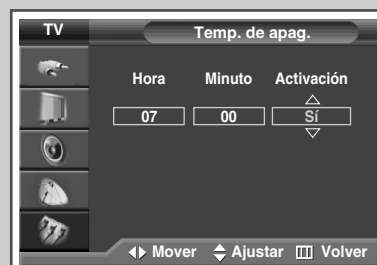 TV
Temp. de apag.
Hora Minuto Activación
07 00 Sí
Mover Ajustar Volver